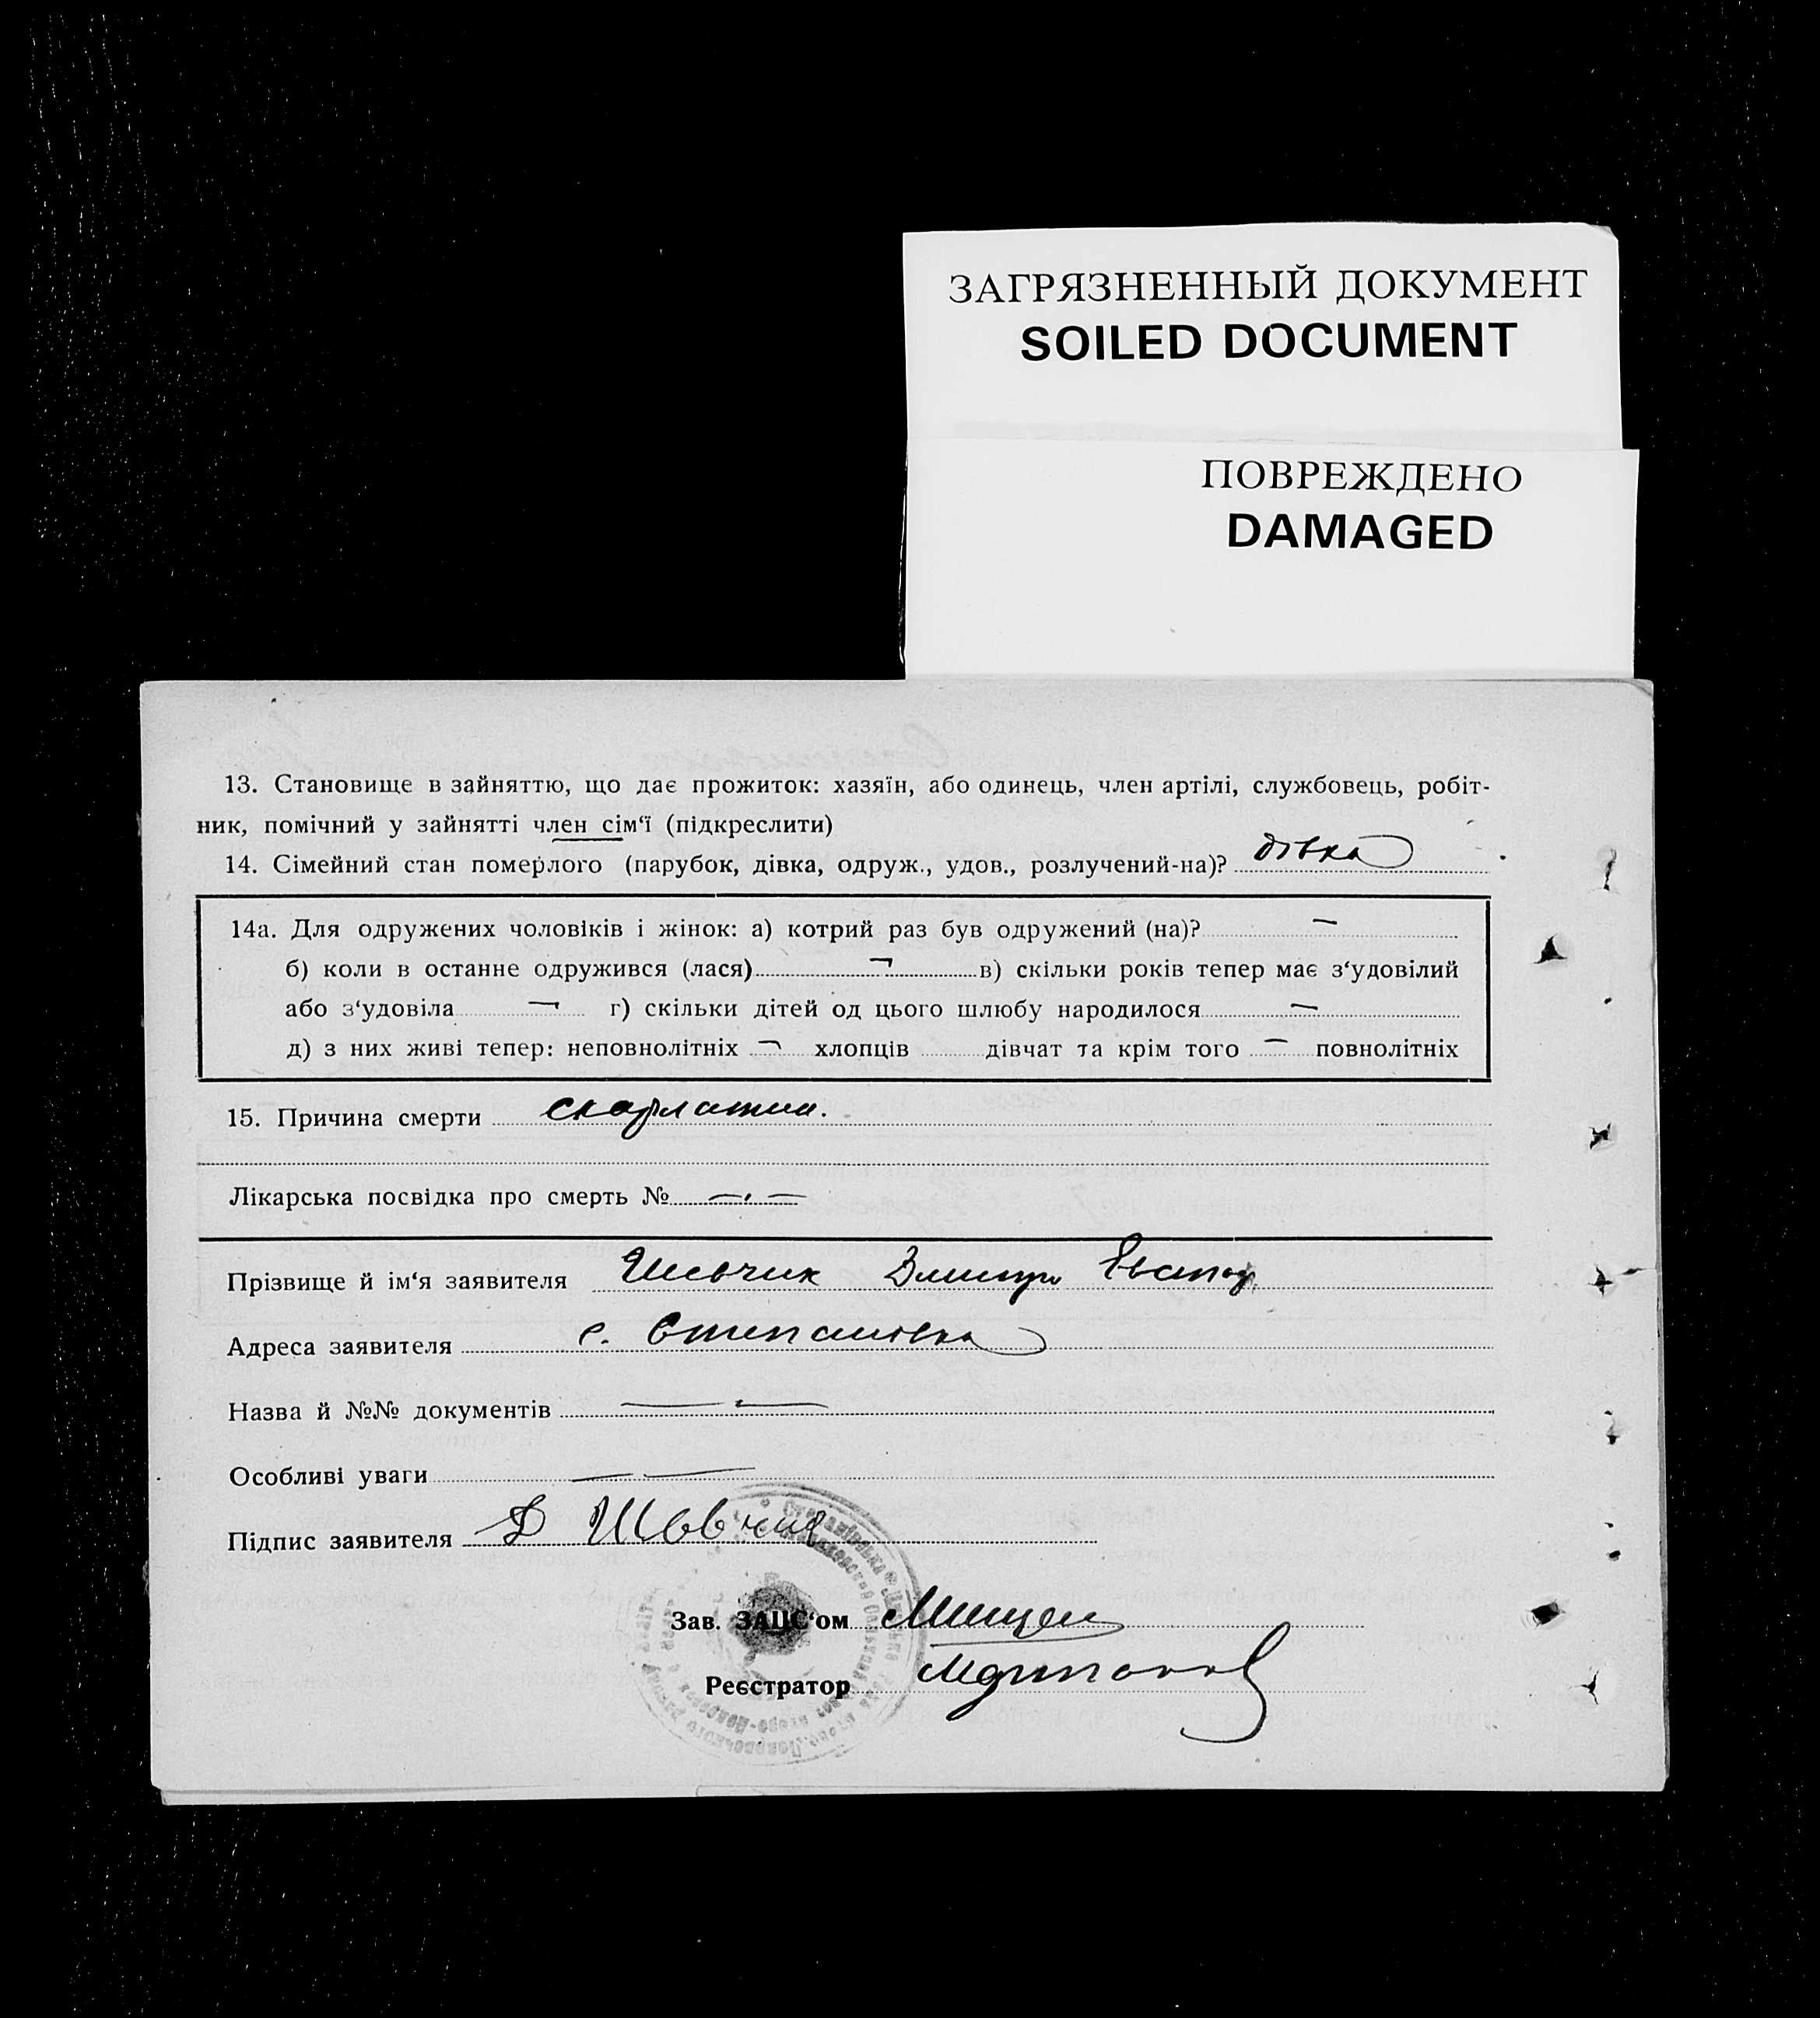 ЗАГРЯЗНЕННЫЙ ДОКУМЕНТ
SOILED DOCUMENT
ПОВРЕЖДЕНО
DAMAGED
13. Становище в зайняттю, що дає прожиток: хазяїн, або одинець, член артілі, службовець, робіт-
ник, помічний у зайнятті член сім‘ї (підкреслити)
14. Сімейний стан померлого (парубок, дівка, одруж., удов., розлучений-на)? дівка
14а. Для одружених чоловіків і жінок: а) котрий раз був одружений (на)? —
б) коли в останне одружився (лася) — в) скільки років тепер має з‘удовілий
або з‘удовіла — г) скільки дітей од цього шлюбу народилося —
д) з них живі тепер: неповнолітніх — хлопців дівчат та крім того — повнолітніх
15. Причина смерти скарлатина.
Лікарська посвідка про смерть № —.—
Прізвище й ім‘я заявителя Шевчик Дмитро
Адреса заявителя с. Степанівка
Назва й №№ документів — . —
Особливі уваги — —
Підпис заявителя Д Шевчик
Зав. ЗАЦС‘ом
Реєстратор